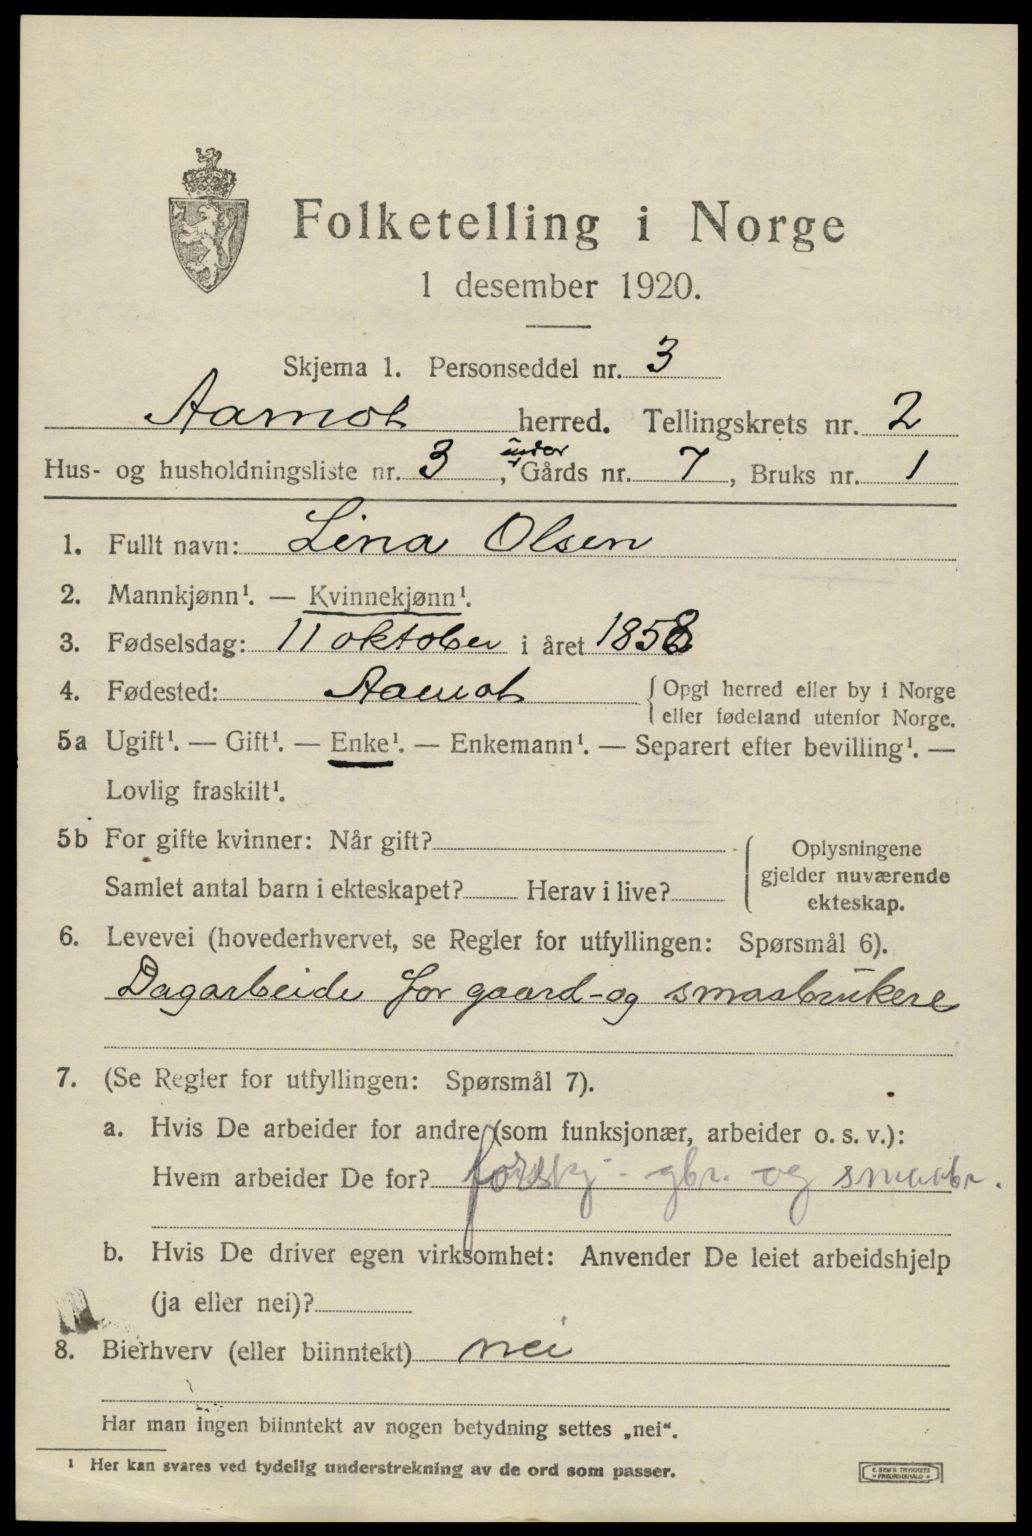 Folketelling i Norge
1 desember 1920.
Skjema 1. Personseddel nr. 3
Aamot herred. Tellingskrets nr. 2
Hus- og husholdningsliste nr. 3, under Gårds nr. 7, Bruks nr. 1
1. Fullt navn: Lina Olsen
2. Mannkjønn¹. — Kvinnekjønn¹.
3. Fødselsdag: 11 oktober i året 1858
4. Fødested: Aamot { Opgi herred eller by i Norge
eller fødeland utenfor Norge.
5a Ugift¹. — Gift¹. — Enke¹. — Enkemann¹. — Separert efter bevilling¹. —
Lovlig fraskilt¹.
5b For gifte kvinner: Når gift?
Samlet antal barn i ekteskapet? Herav i live?
Oplysningene
gjelder nuværende
ekteskap.
6. Levevei (hovederhvervet, se Regler for utfyllingen: Spørsmål 6).
Dagarbeide for gaard- og smaabrukere
7. (Se Regler for utfyllingen: Spørsmål 7).
a. Hvis De arbeider for andre (som funksjonær, arbeider o. s. v.):
Hvem arbeider De for? forskj. gbr. og smaabr.
b. Hvis De driver egen virksomhet: Anvender De leiet arbeidshjelp
(ja eller nei)?
8. Bierhverv (eller biinntekt) nei
Har man ingen biinntekt av nogen betydning settes „nei“.
¹ Her kan svares ved tydelig understrekning av de ord som passer.